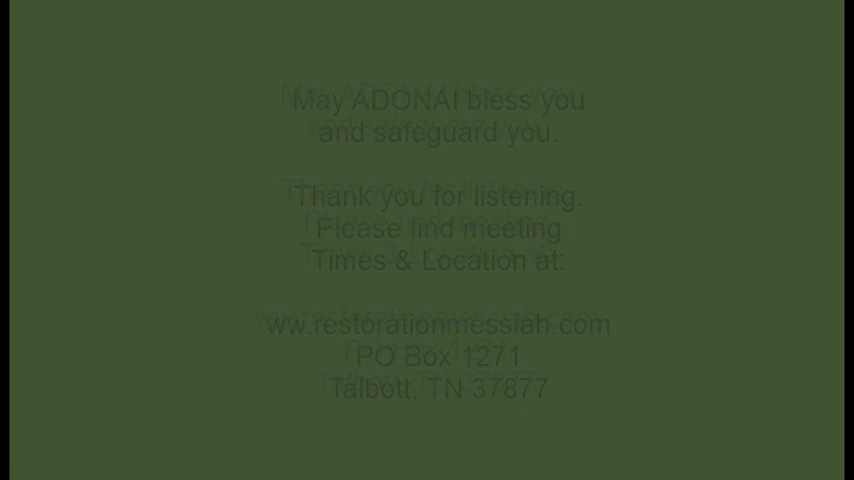 May ADONAI bless you
and safeguard you.
Thank you for listening.
Please find meeting
Times & Location at:
ww.restorationmessiah.com
PO Box 1271
Talbott, TN 37877